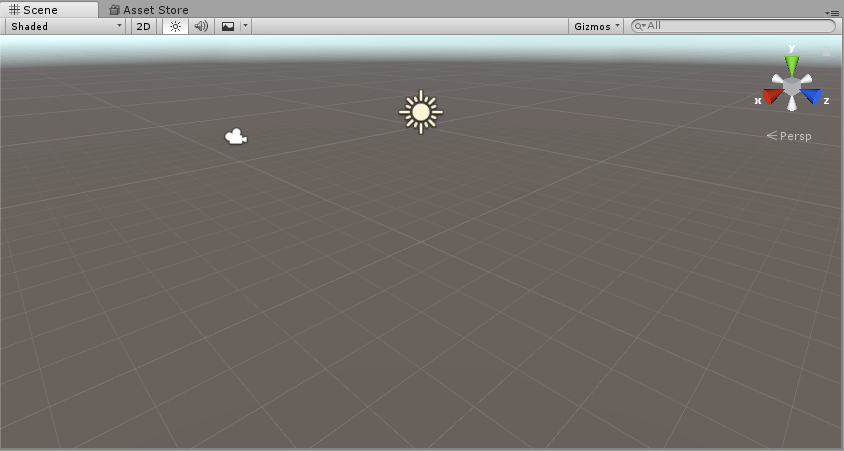 Scene Asset Store
Shaded 2D Gizmos All
y
x z
Persp